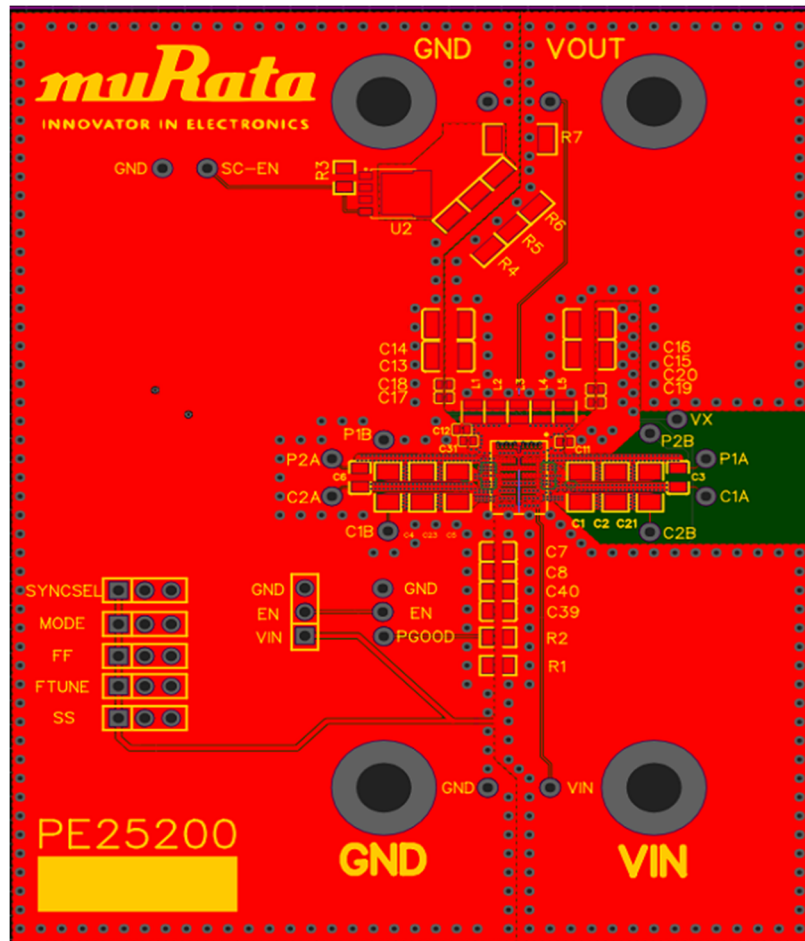 GND VOUT
muRata
INNOVATOR IN ELECTRONICS
R7
GND SC-EN
R3
U2
R6
R5
R4
C14
C13
C16
C15
C20
C19
C18
C17
L1 L2 L3 L4 L5
C12
C31
C11
VX
P1B
P2B
P2A
P1A
C6
C3
C2A
C1A
C1B
C4 C23 C5
C1 C2 C21
C2B
C7
C8
C40
C39
R2
R1
SYNCSEL
MODE
FF
FTUNE
SS
GND
EN
VIN
GND
EN
PGOOD
GND
VIN
PE25200
GND
VIN